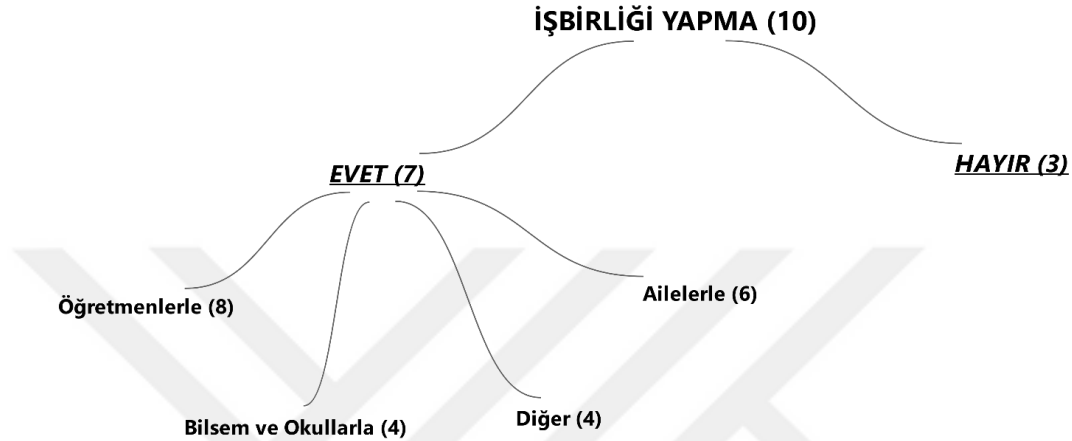 İŞBİRLİĞİ YAPMA (10)
EVET (7)
HAYIR (3)
Öğretmenlerle (8)
Ailelerle (6)
Bilsem ve Okullarla (4)
Diğer (4)